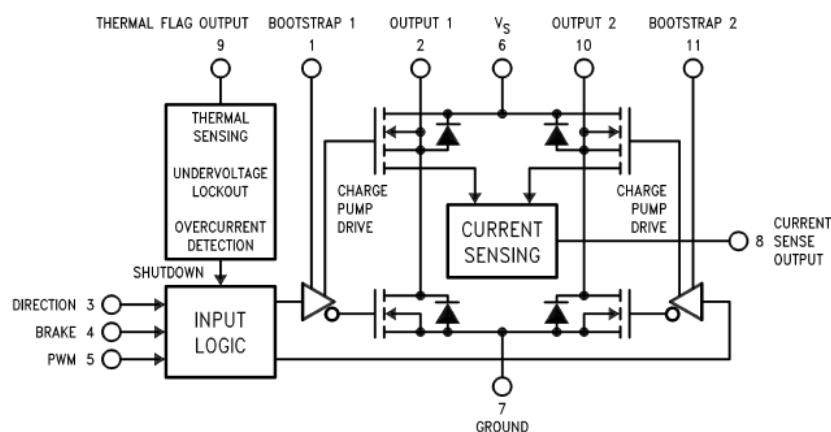 THERMAL FLAG OUTPUT
9
BOOTSTRAP 1
1
OUTPUT 1
2
VS
6
OUTPUT 2
10
BOOTSTRAP 2
11
THERMAL
SENSING
UNDERVOLTAGE
LOCKOUT
OVERCURRENT
DETECTION
CHARGE
PUMP
DRIVE
CURRENT
SENSING
CHARGE
PUMP
DRIVE
8
CURRENT
SENSE
OUTPUT
SHUTDOWN
DIRECTION 3
BRAKE 4
PWM 5
INPUT
LOGIC
7
GROUND